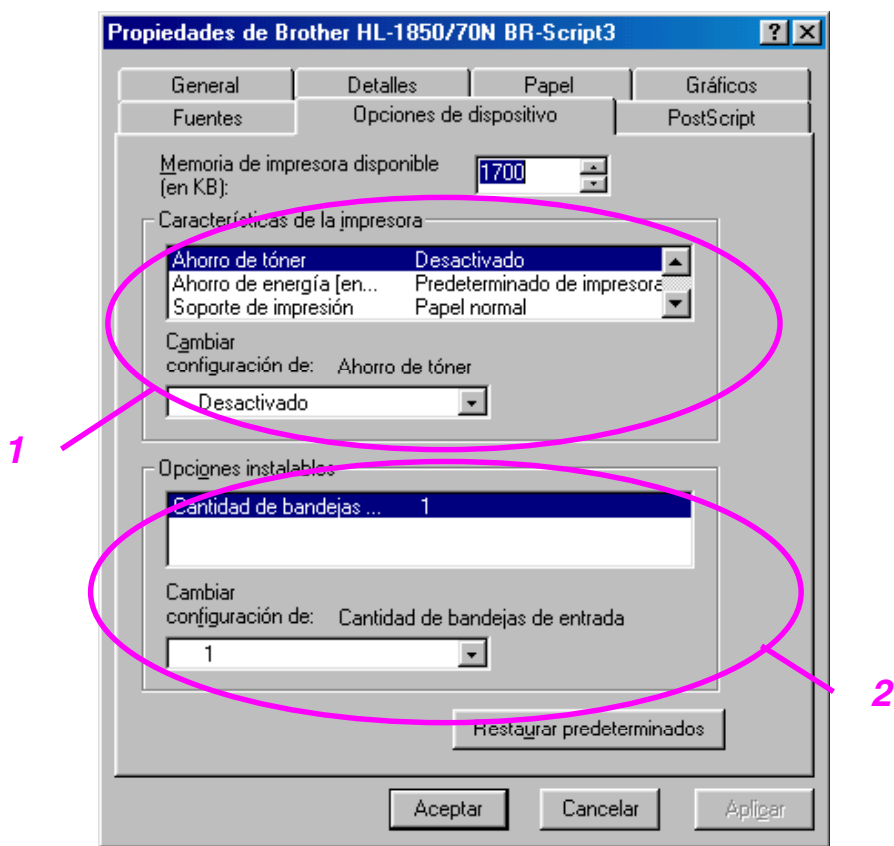 Propiedades de Brother HL-1850/70N BR-Script3
General Detalles Papel Gráficos
Fuentes Opciones de dispositivo PostScript
Memoria de impresora disponible
(en KB):
1700
Características de la impresora
Ahorro de tóner Desactivado
Ahorro de energía [en... Predeterminado de impresora
Soporte de impresión Papel normal
Cambiar
configuración de: Ahorro de tóner
Desactivado
1
Opciones instalables
Cantidad de bandejas ... 1
Cambiar
configuración de: Cantidad de bandejas de entrada
1
2
Restaurar predeterminados
Aceptar Cancelar Aplicar